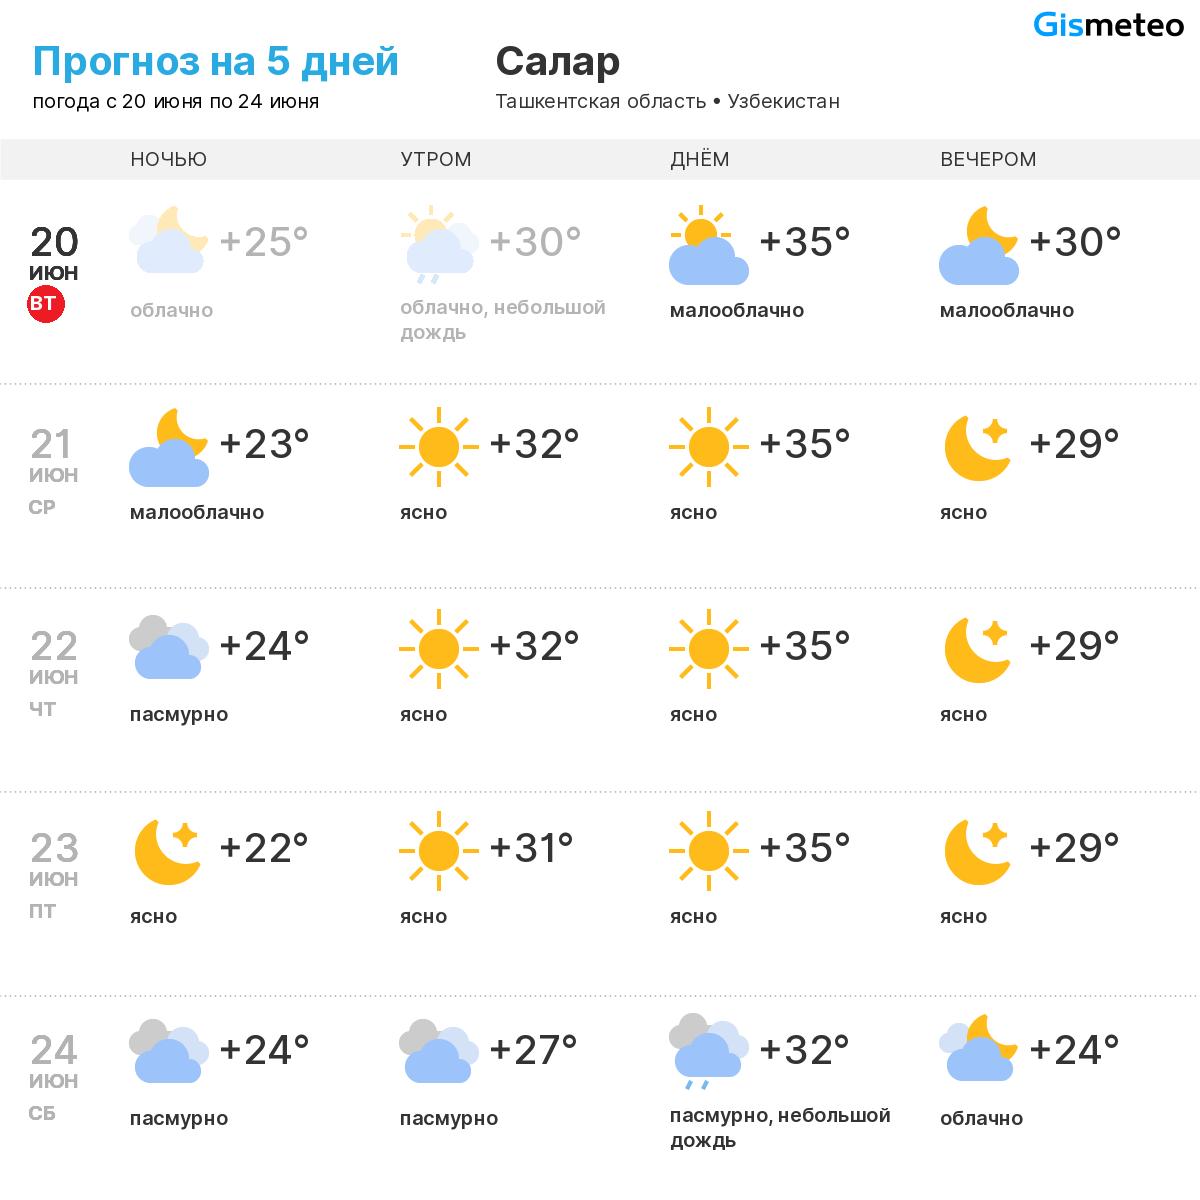 Gismeteo
Прогноз на 5 дней
Салар
погода с 20 июня по 24 июня
Ташкентская область • Узбекистан
НОЧЬЮ УТРОМ ДНЁМ ВЕЧЕРОМ
20 +25° +30° +35° +30°
ИЮН
ВТ облачно облачно, небольшой малооблачно малооблачно
дождь
21 +23° +32° +35° +29°
ИЮН
СР малооблачно ясно ясно ясно
22 +24° +32° +35° +29°
ИЮН
ЧТ пасмурно ясно ясно ясно
23 +22° +31° +35° +29°
ИЮН
ПТ ясно ясно ясно ясно
24 +24° +27° +32° +24°
ИЮН
СБ пасмурно пасмурно пасмурно, небольшой облачно
дождь